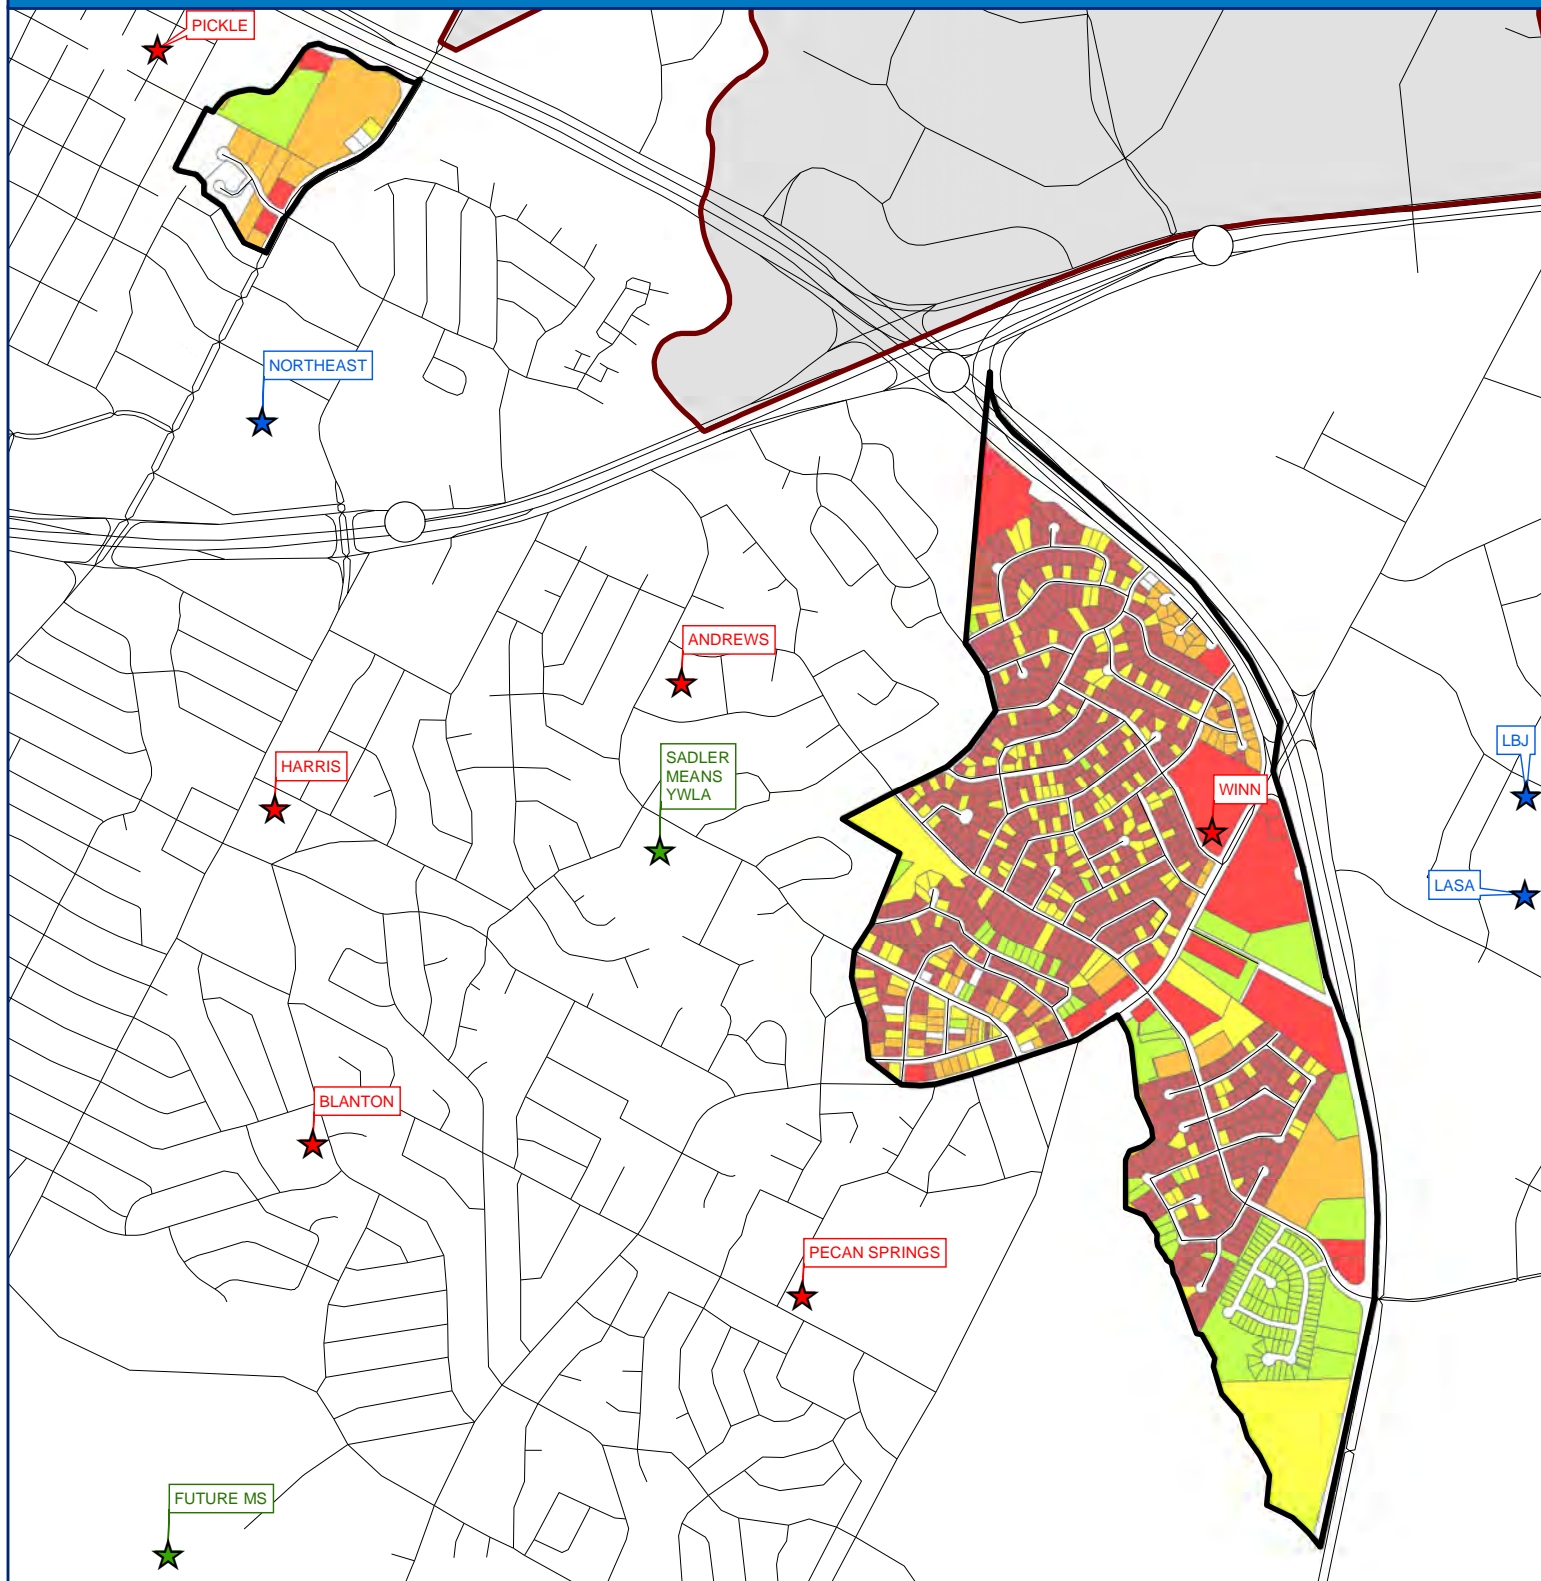 PICKLE
NORTHEAST
ANDREWS
HARRIS
SADLER
MEANS
YWLA
LBJ
WINN
LASA
BLANTON
PECAN SPRINGS
FUTURE MS